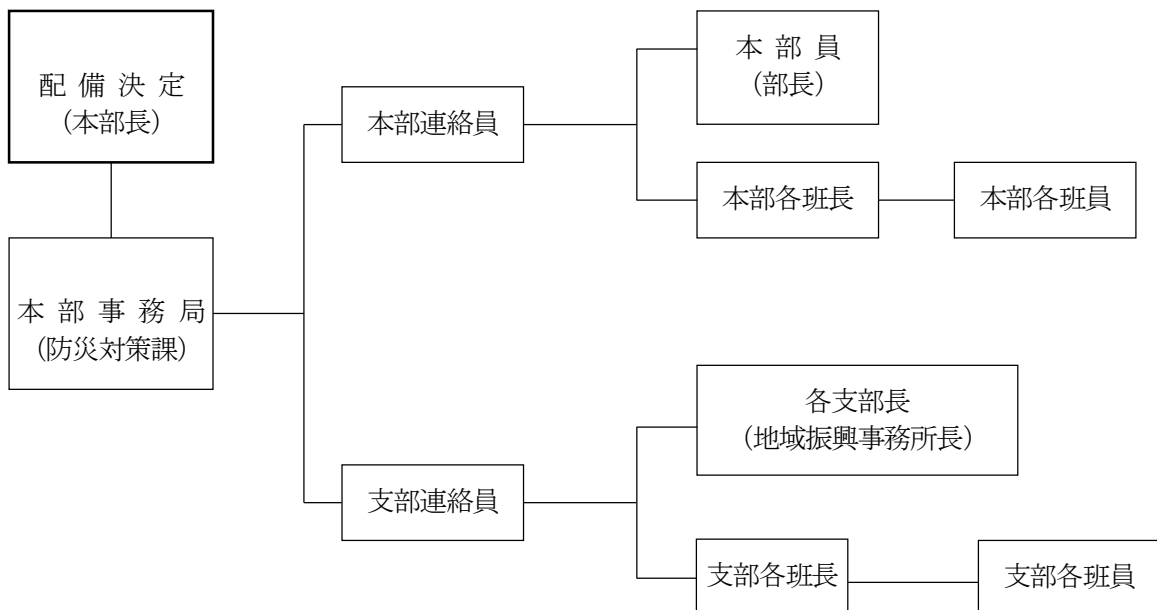 配備決定
(本部長)
本部事務局
(防災対策課)
本部連絡員
本部員
(部長)
本部各班長
本部各班員
支部連絡員
各支部長
(地域振興事務所長)
支部各班長
支部各班員